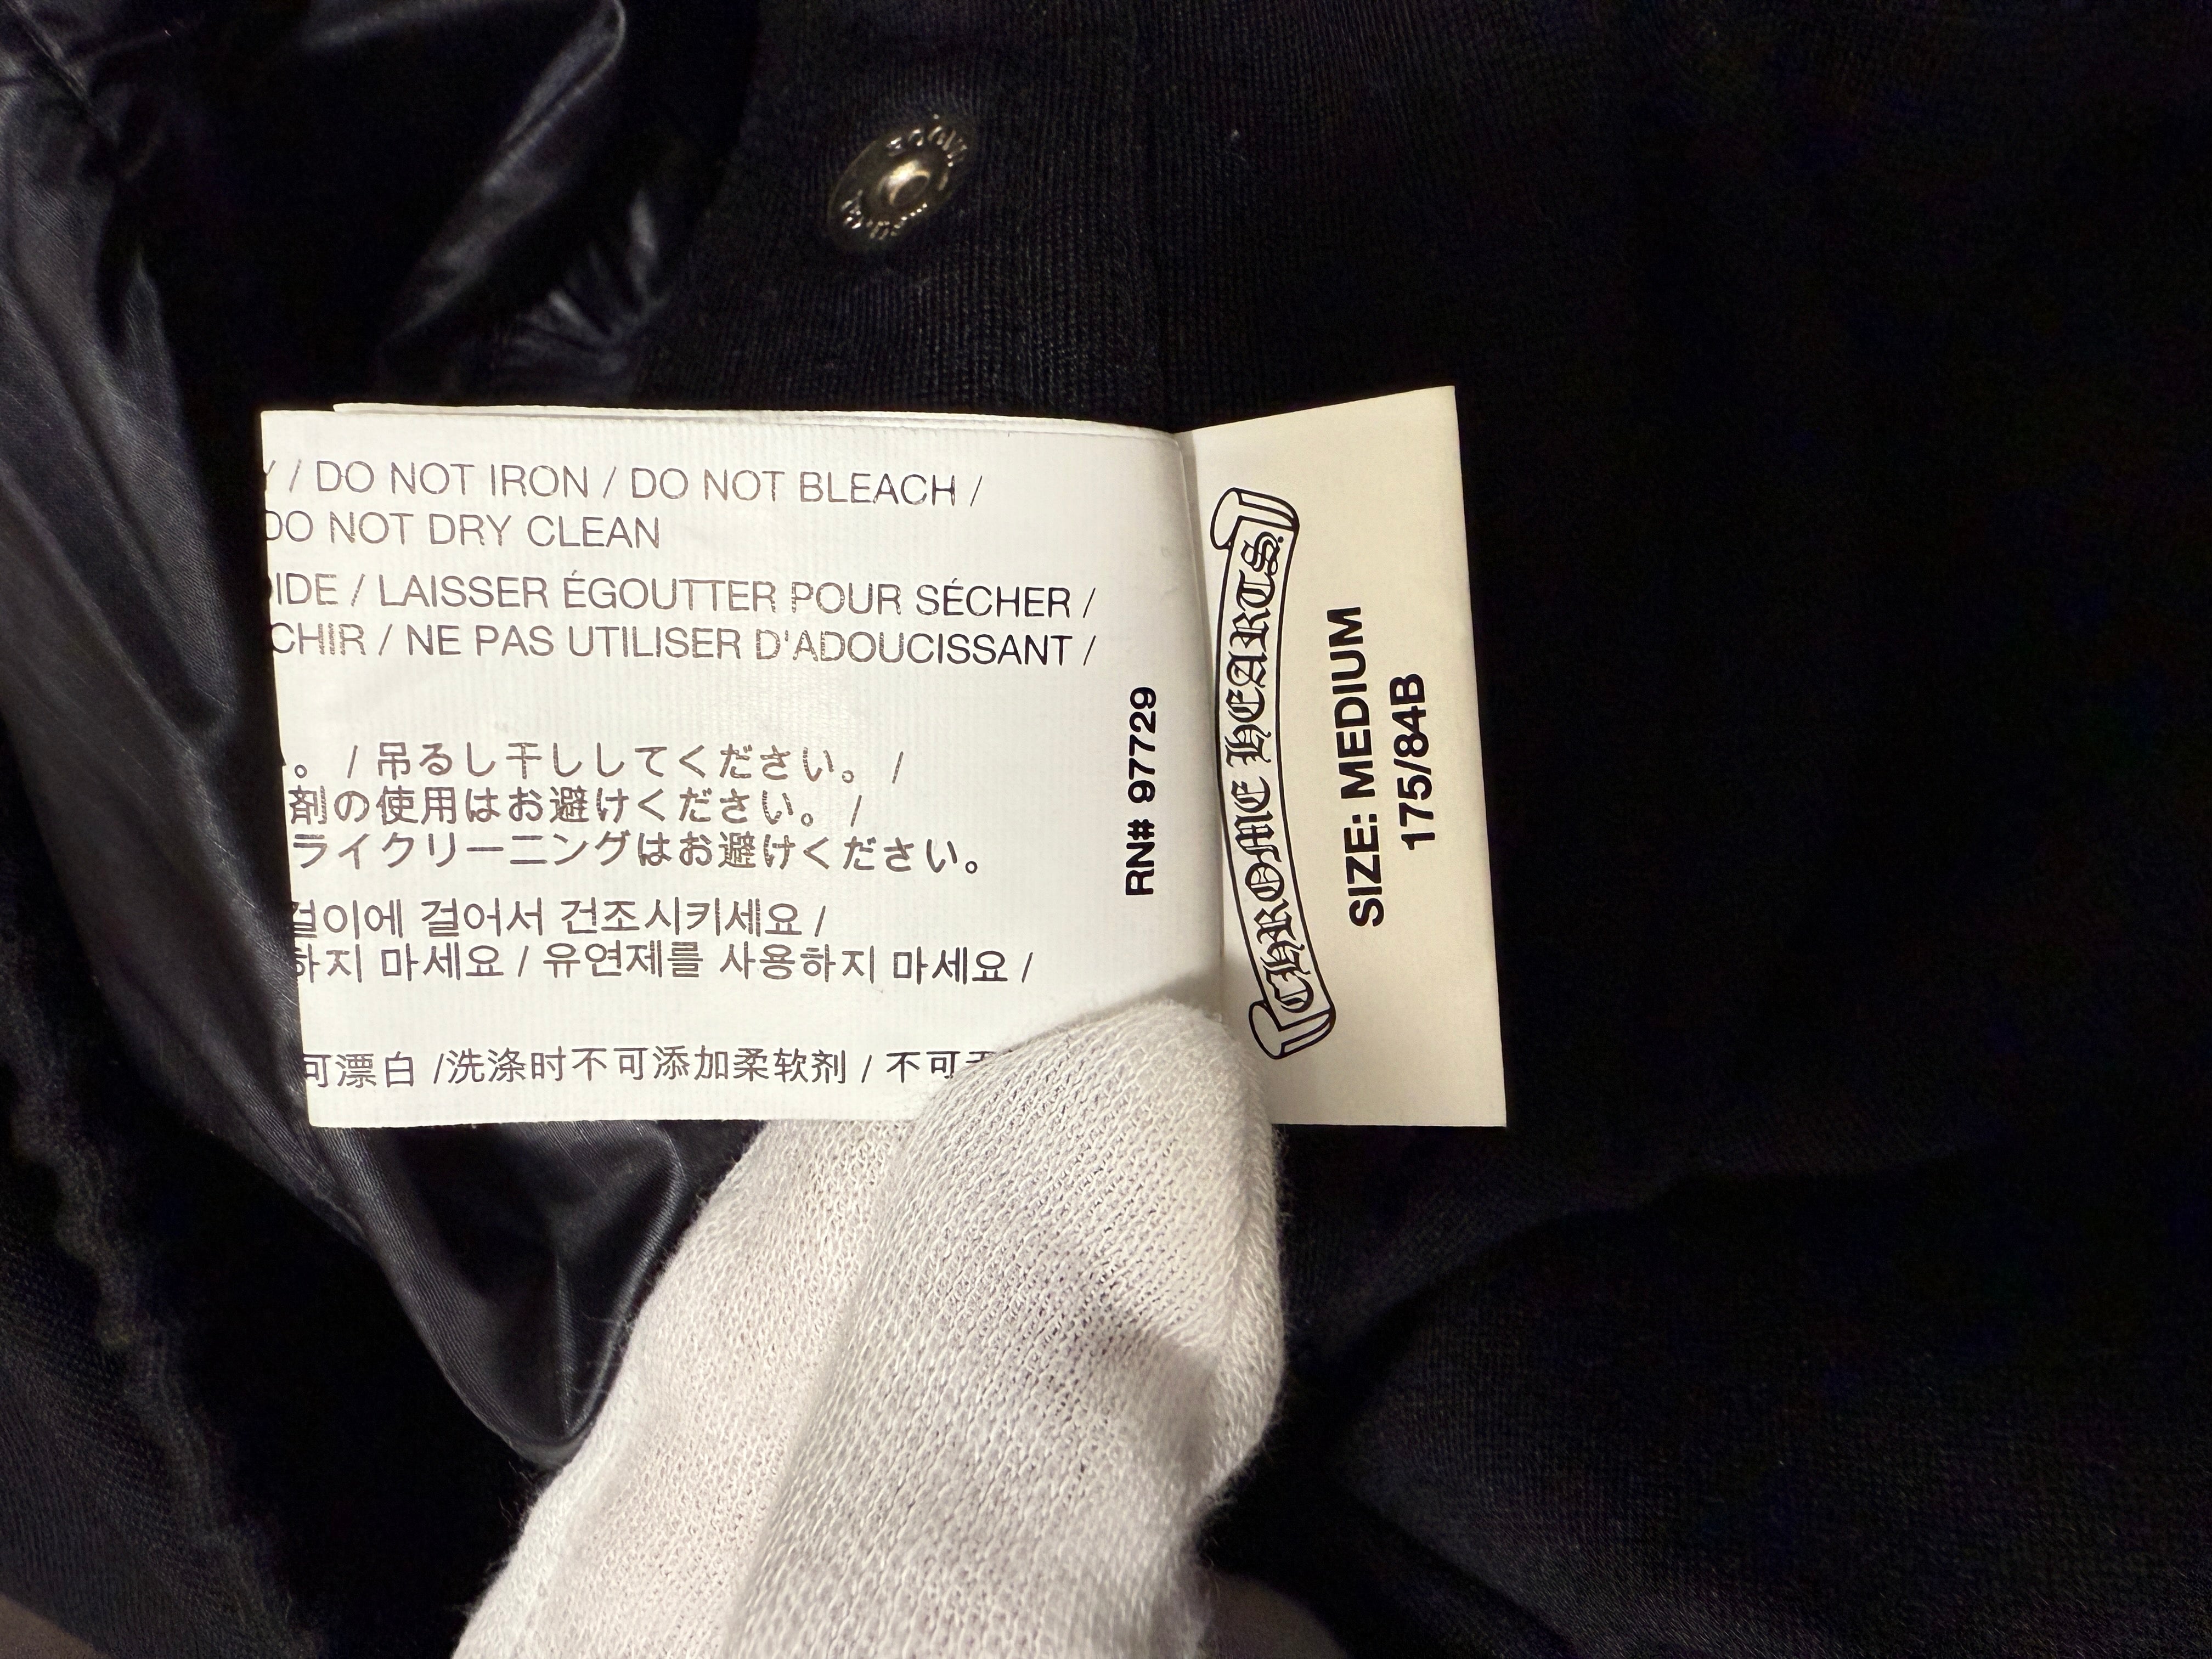 / DO NOT IRON / DO NOT BLEACH /
DO NOT DRY CLEAN
/ LAISSER ÉGOUTTER POUR SÉCHER /
/ NE PAS UTILISER D'ADOUCISSANT /
。 / 吊るし干ししてください。 /
剤の使用はお避けください。 /
ライクリーニングはお避けください。
걸이에 걸어서 건조시키세요 /
하지 마세요 / 유연제를 사용하지 마세요 /
可漂白 /洗涤时不可添加柔软剂 / 不可
RN# 97729
CHROME HEARTS
SIZE: MEDIUM
175/84B